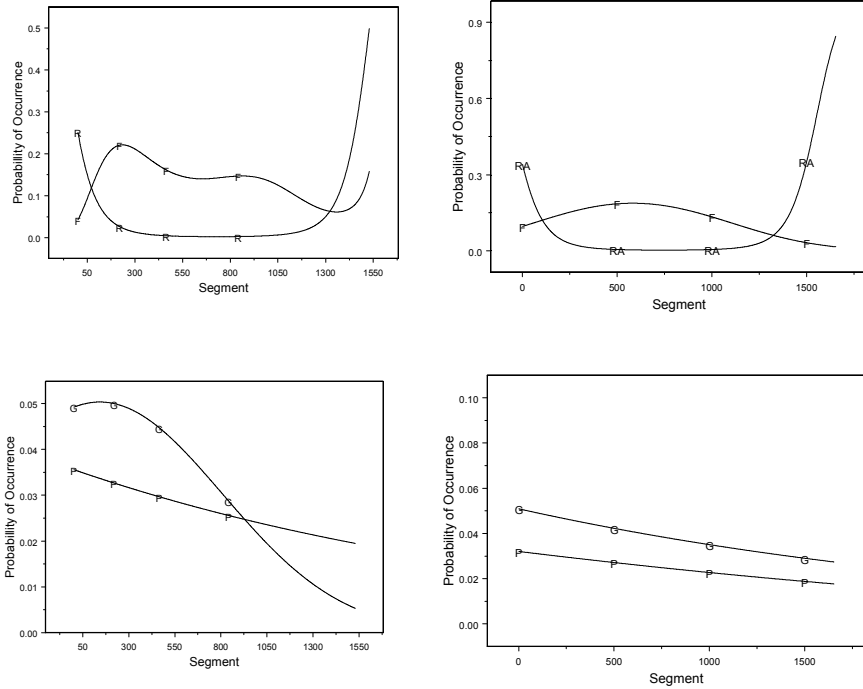 0.5
0.4
0.3
0.2
0.1
0.0
Probability of Occurrence
R
F
F
R
F
R
F
R
50 300 550 800 1050 1300 1550
Segment
0.9
0.6
0.3
0.0
Probability of Occurrence
RA
F
F
RA
F
RA
RA
F
0 500 1000 1500
Segment
0.05
0.04
0.03
0.02
0.01
0.00
Probability of Occurrence
G
P
G
P
G
P
G
P
50 300 550 800 1050 1300 1550
Segment
0.10
0.08
0.06
0.04
0.02
0.00
Probability of Occurrence
G
P
G
P
G
P
G
P
0 500 1000 1500
Segment